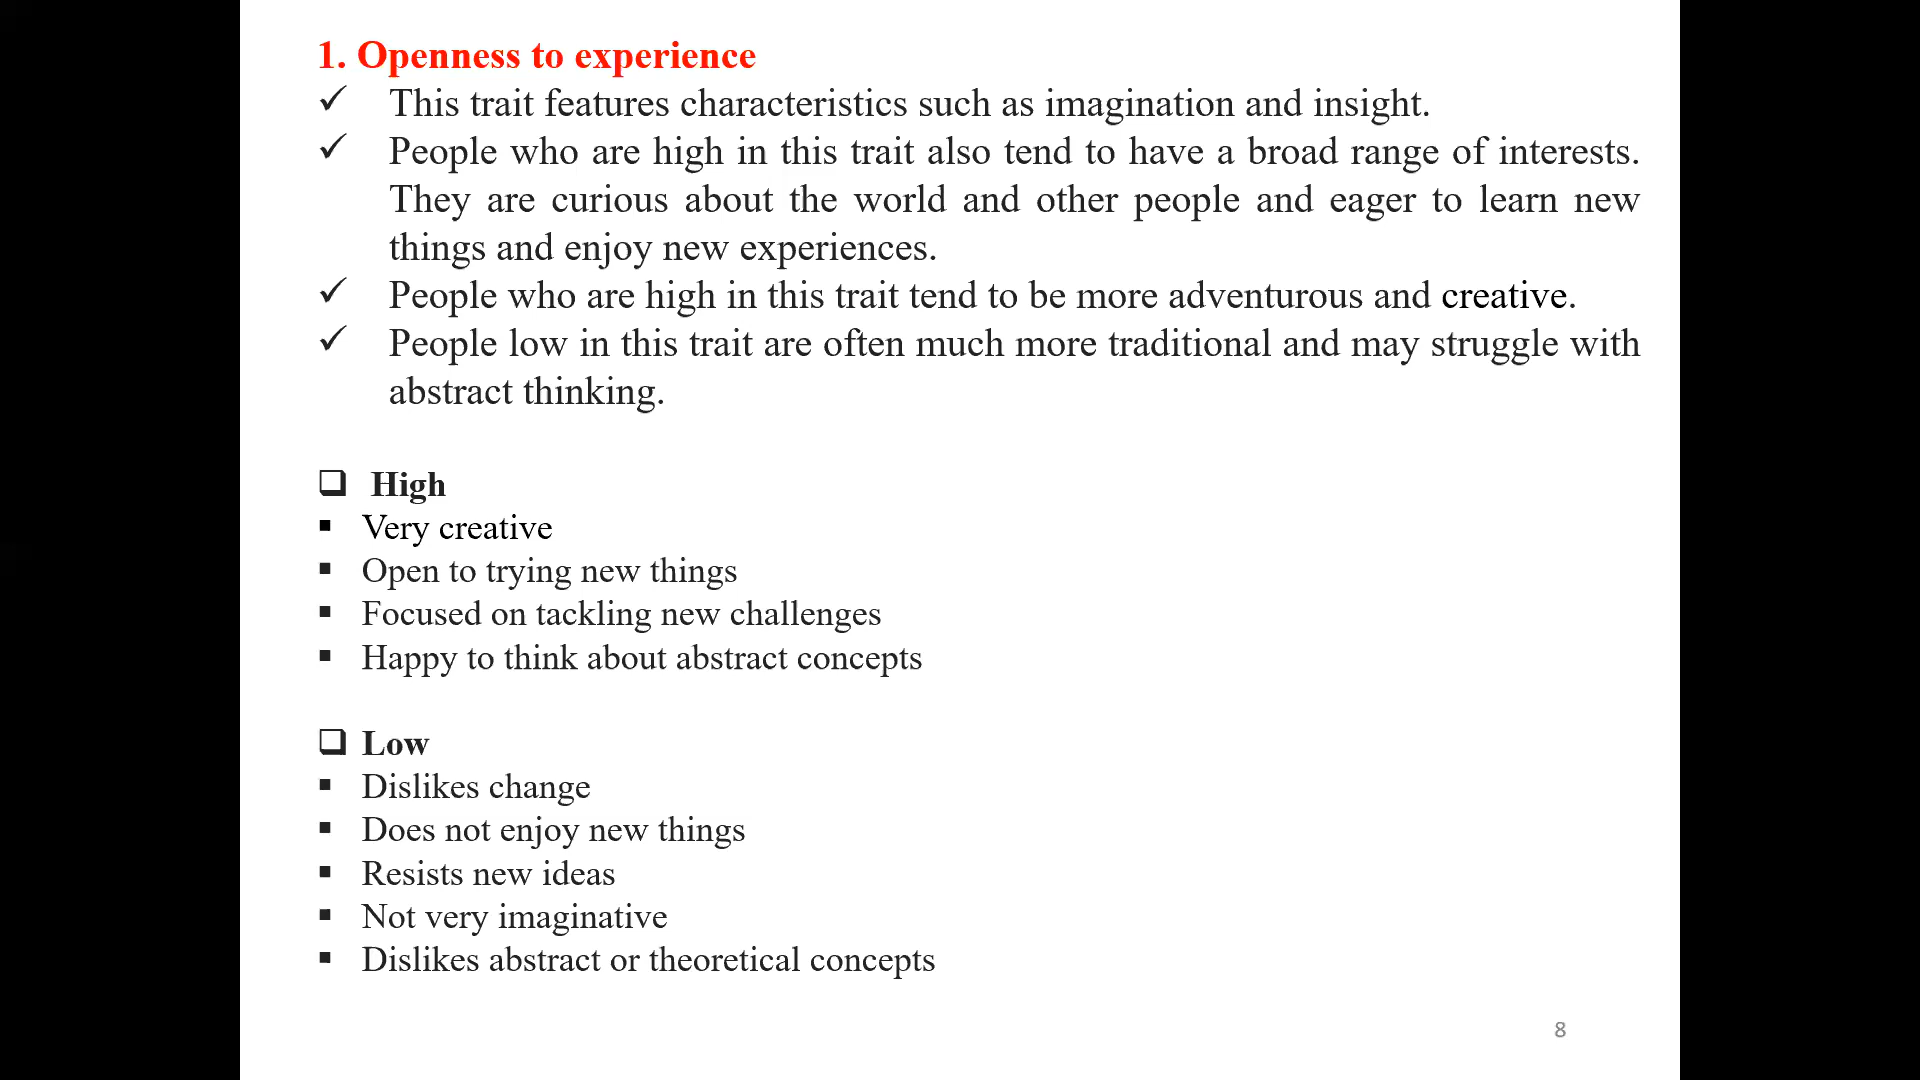 1. Openness to experience
✓ This trait features characteristics such as imagination and insight.
✓ People who are high in this trait also tend to have a broad range of interests.
They are curious about the world and other people and eager to learn new
things and enjoy new experiences.
✓ People who are high in this trait tend to be more adventurous and creative.
✓ People low in this trait are often much more traditional and may struggle with
abstract thinking.
❑ High
▪ Very creative
▪ Open to trying new things
▪ Focused on tackling new challenges
▪ Happy to think about abstract concepts
❑ Low
▪ Dislikes change
▪ Does not enjoy new things
▪ Resists new ideas
▪ Not very imaginative
▪ Dislikes abstract or theoretical concepts
8